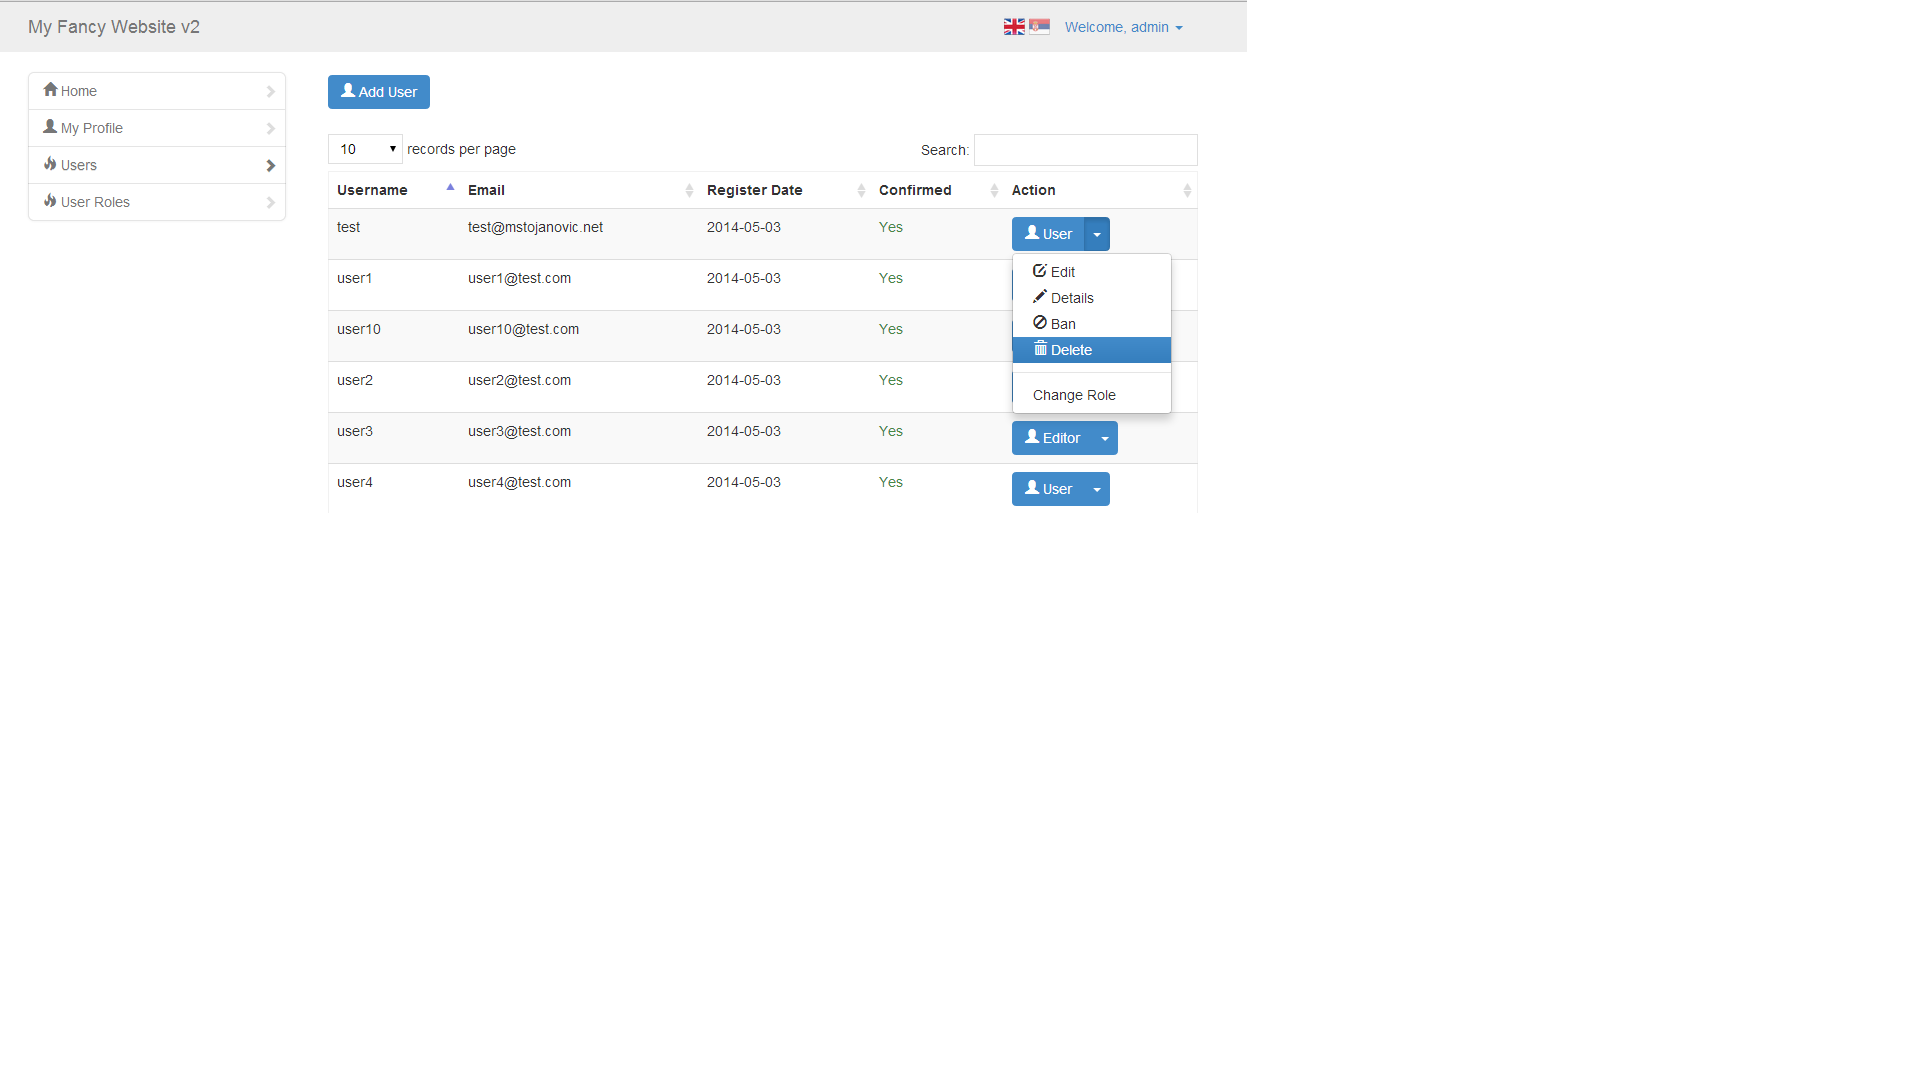 My Fancy Website v2
Welcome, admin
Home
My Profile
Users
User Roles
Add User
10 records per page
Search:
Username Email Register Date Confirmed Action
test test@mstojanovic.net 2014-05-03 Yes User
user1 user1@test.com 2014-05-03 Yes
user10 user10@test.com 2014-05-03 Yes
user2 user2@test.com 2014-05-03 Yes
Edit
Details
Ban
Delete
Change Role
user3 user3@test.com 2014-05-03 Yes Editor
user4 user4@test.com 2014-05-03 Yes User